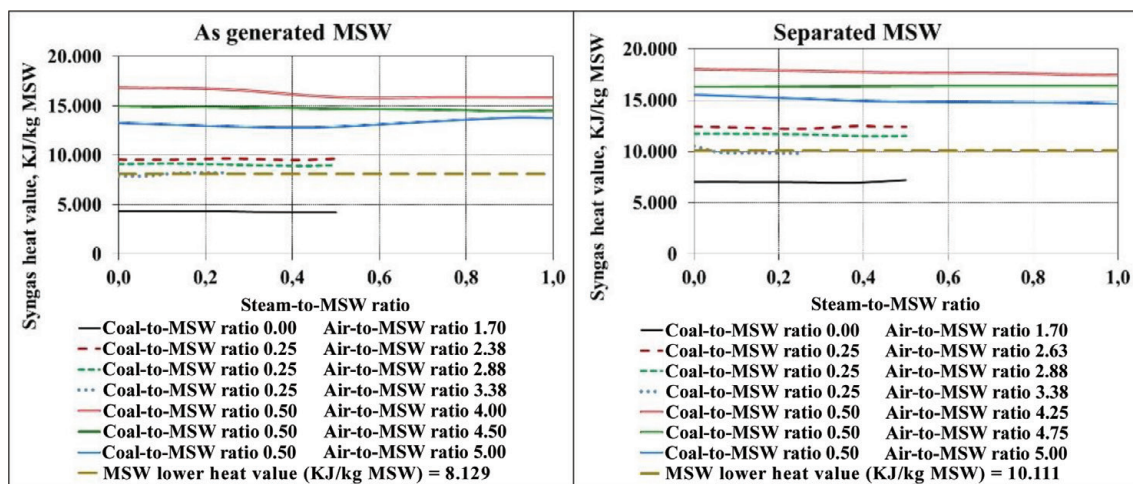 As generated MSW
Syngas heat value, KJ/kg MSW
20.000
15.000
10.000
5.000
0
0,0 0,2 0,4 0,6 0,8 1,0
Steam-to-MSW ratio
Coal-to-MSW ratio 0.00 Air-to-MSW ratio 1.70
Coal-to-MSW ratio 0.25 Air-to-MSW ratio 2.38
Coal-to-MSW ratio 0.25 Air-to-MSW ratio 2.88
Coal-to-MSW ratio 0.25 Air-to-MSW ratio 3.38
Coal-to-MSW ratio 0.50 Air-to-MSW ratio 4.00
Coal-to-MSW ratio 0.50 Air-to-MSW ratio 4.50
Coal-to-MSW ratio 0.50 Air-to-MSW ratio 5.00
MSW lower heat value (KJ/kg MSW) = 8.129
Separated MSW
Syngas heat value, KJ/kg MSW
20.000
15.000
10.000
5.000
0
0,0 0,2 0,4 0,6 0,8 1,0
Steam-to-MSW ratio
Coal-to-MSW ratio 0.00 Air-to-MSW ratio 1.70
Coal-to-MSW ratio 0.25 Air-to-MSW ratio 2.63
Coal-to-MSW ratio 0.25 Air-to-MSW ratio 2.88
Coal-to-MSW ratio 0.25 Air-to-MSW ratio 3.38
Coal-to-MSW ratio 0.50 Air-to-MSW ratio 4.25
Coal-to-MSW ratio 0.50 Air-to-MSW ratio 4.75
Coal-to-MSW ratio 0.50 Air-to-MSW ratio 5.00
MSW lower heat value (KJ/kg MSW) = 10.111